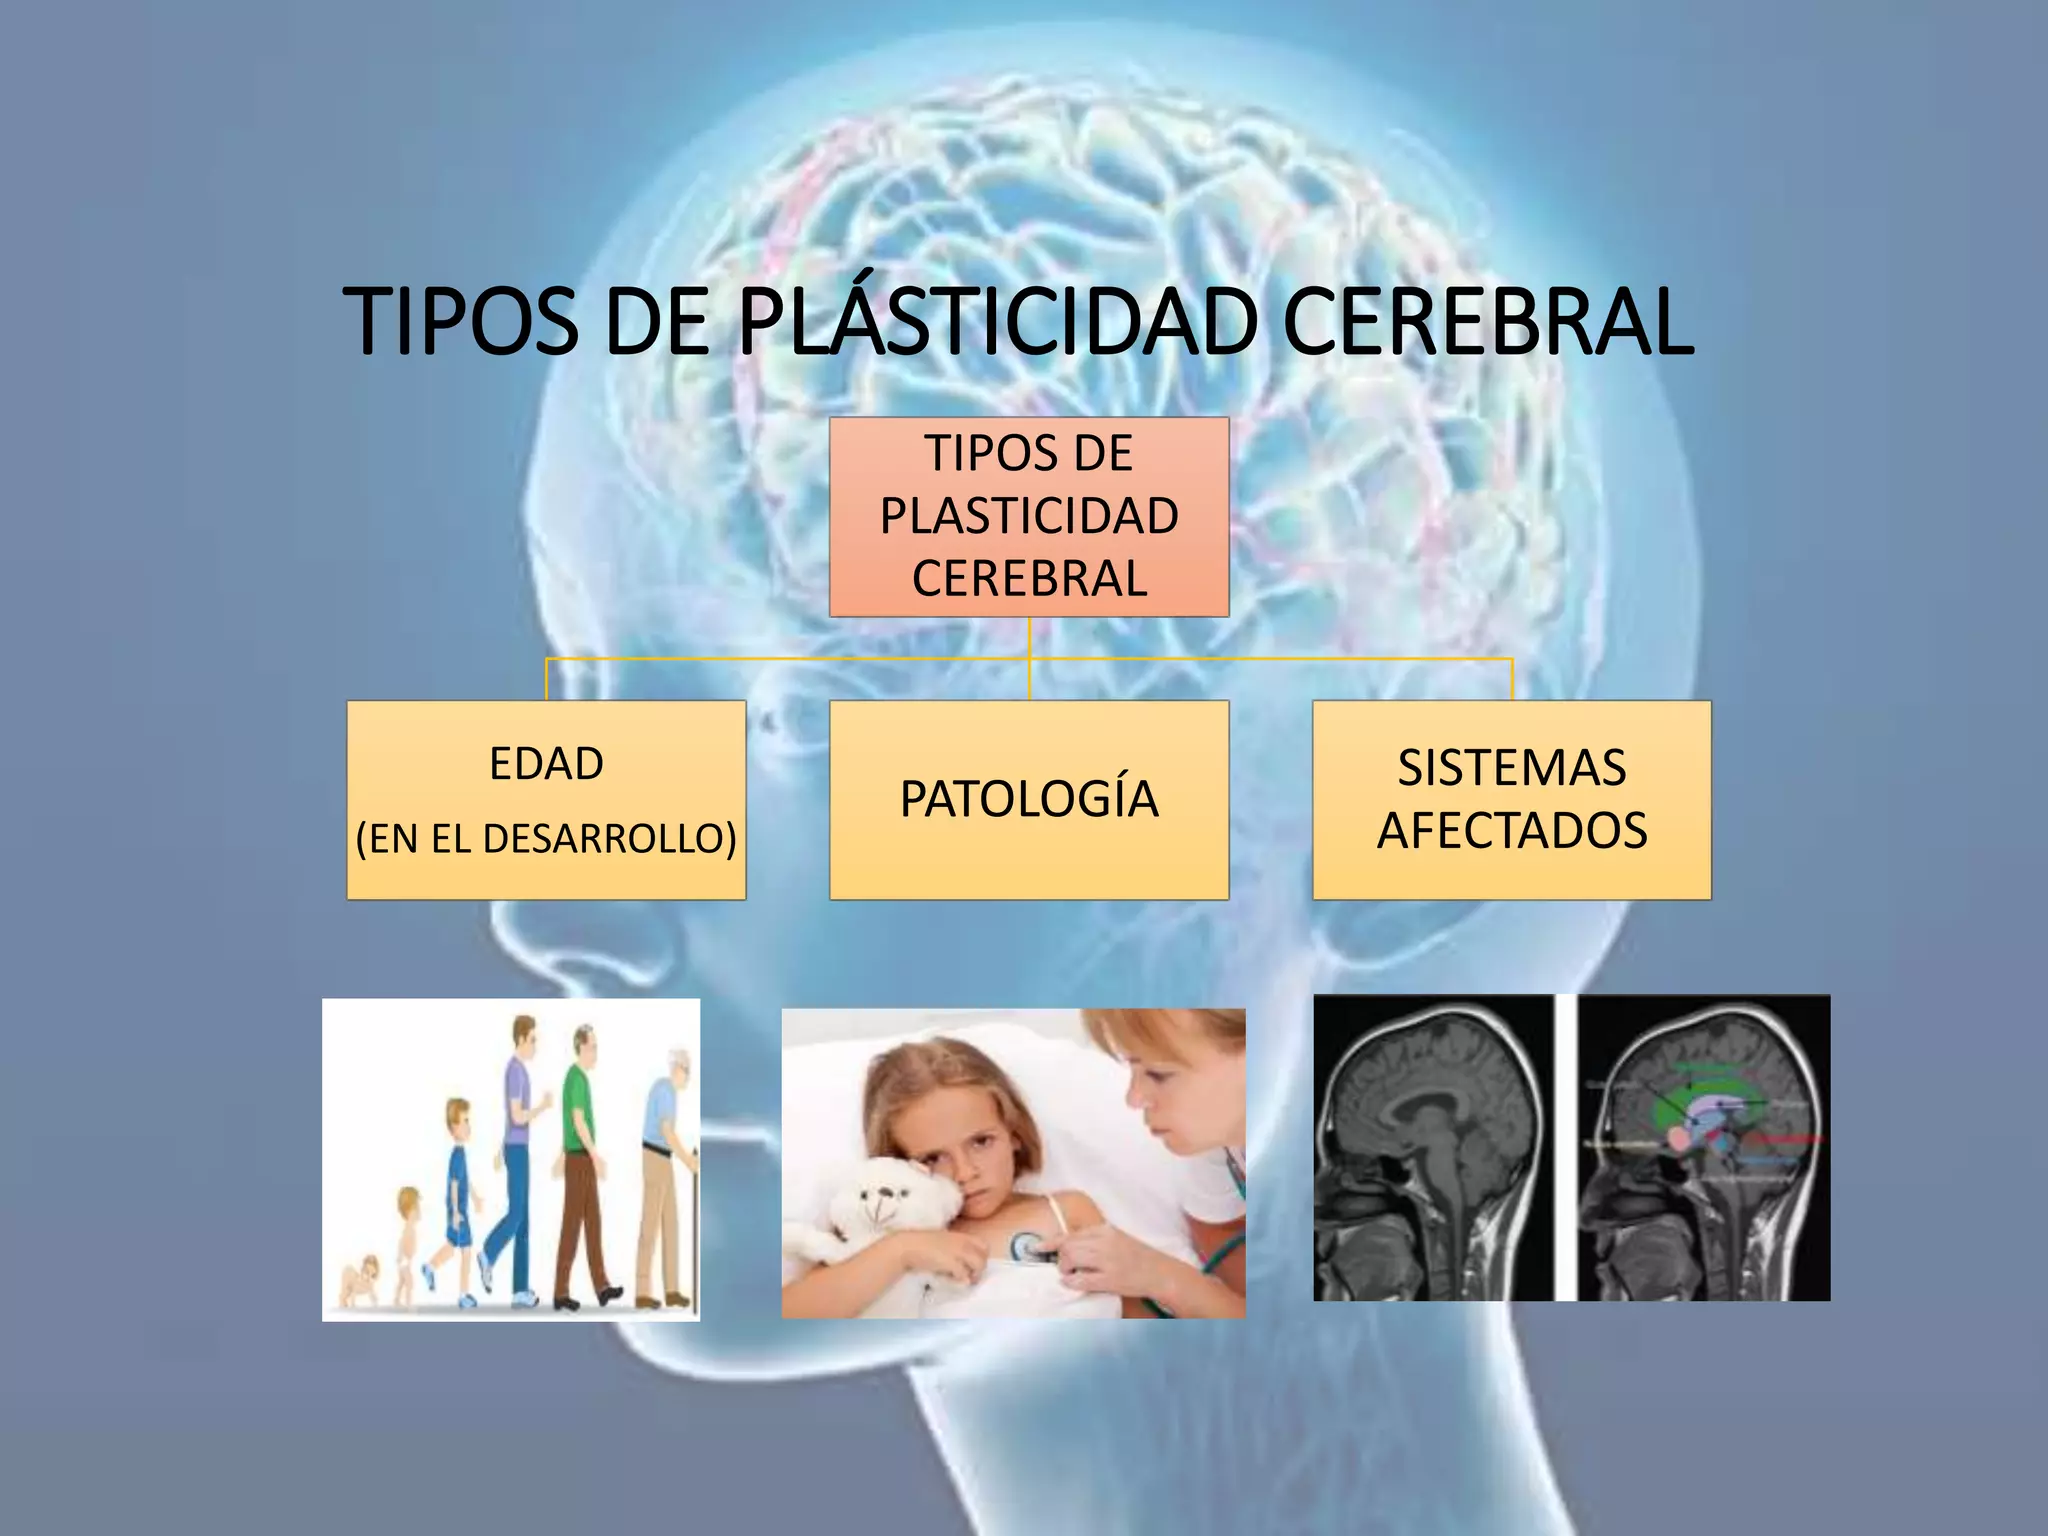 TIPOS DE PLÁSTICIDAD CEREBRAL
TIPOS DE
PLASTICIDAD
CEREBRAL
EDAD
(EN EL DESARROLLO)
PATOLOGÍA
SISTEMAS
AFECTADOS